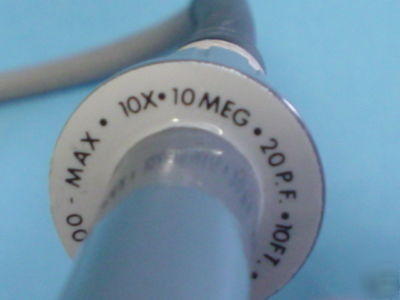 00 - MAX • 10X • 10 MEG • 20 P.F. • 10FT. •